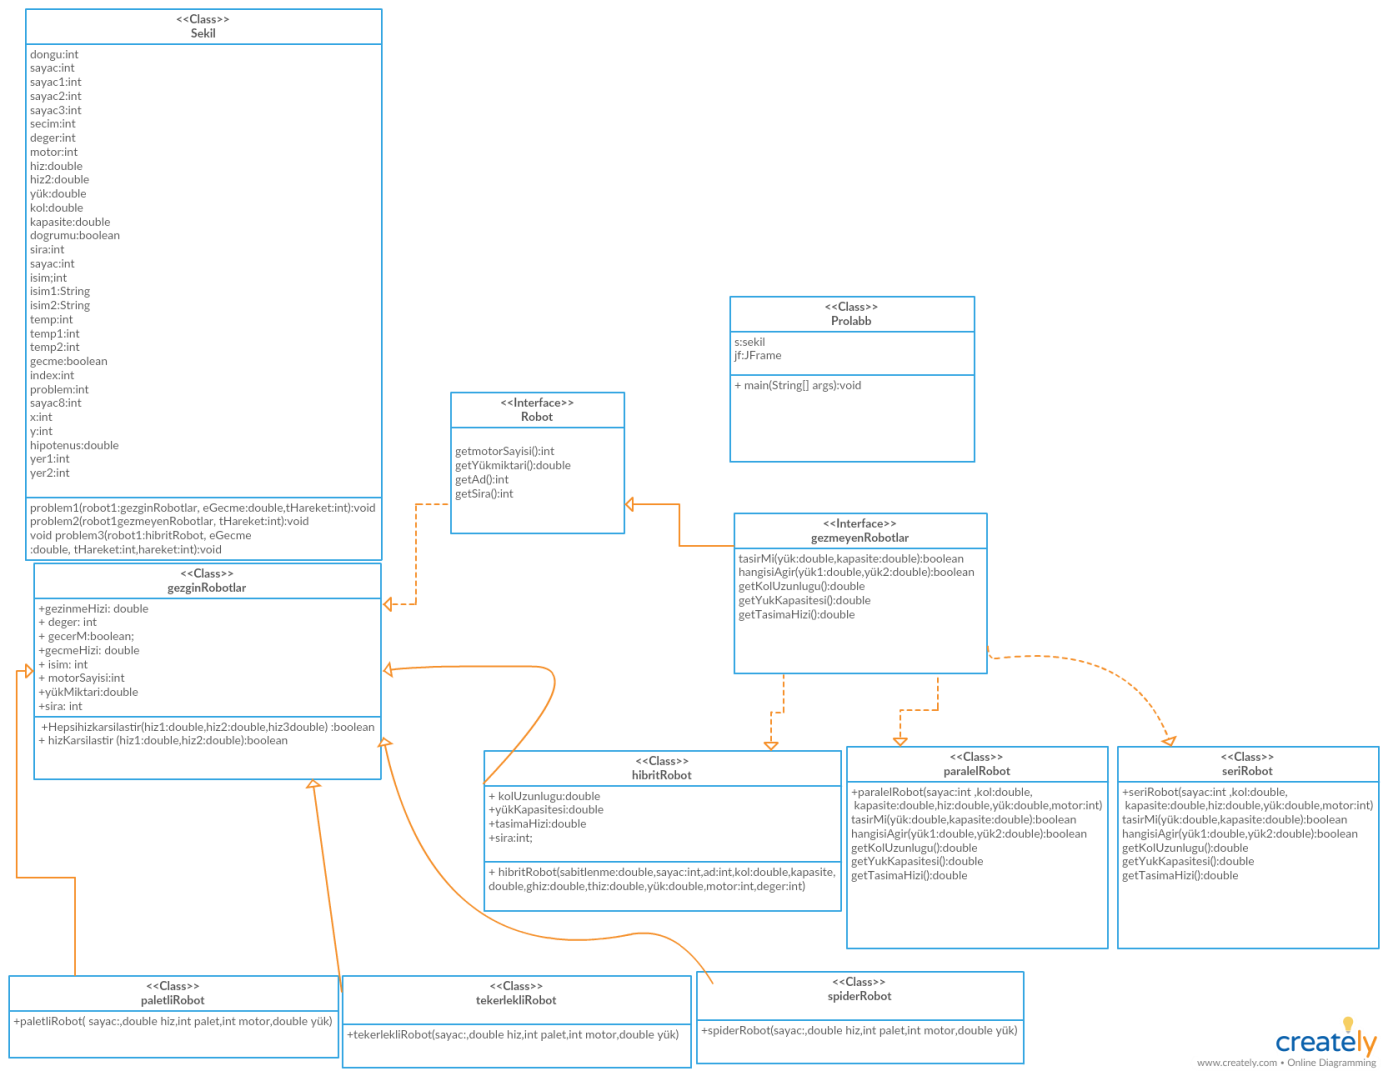 <<Class>>
Sekil
dongu:int
sayac:int
sayac1:int
sayac2:int
sayac3:int
secim:int
deger:int
motor:int
hiz:double
hiz2:double
yük:double
kol:double
kapasite:double
dogrumu:boolean
sira:int
sayac:int
isim;int
isim1:String
isim2:String
temp:int
temp1:int
temp2:int
gecme:boolean
index:int
problem:int
sayac8:int
x:int
y:int
hipotenus:double
yer1:int
yer2:int
problem1(robot1:gezginRobotlar, eGecme:double,tHareket:int):void
problem2(robot1gezmeyenRobotlar, tHareket:int):void
void problem3(robot1:hibritRobot, eGecme
:double, tHareket:int,hareket:int):void
<<Class>>
gezginRobotlar
+gezinmeHizi: double
+ deger: int
+ gecerM:boolean;
+gecmeHizi: double
+ isim: int
+ motorSayisi:int
+yükMiktari:double
+sira: int
+Hepsihizkarsilastir(hiz1:double,hiz2:double,hiz3double) :boolean
+ hizKarsilastir (hiz1:double,hiz2:double):boolean
<<Interface>>
Robot
getmotorSayisi():int
getYükmiktari():double
getAd():int
getSira():int
<<Class>>
Prolabb
s:sekil
jf:JFrame
+ main(String[] args):void
<<Interface>>
gezmeyenRobotlar
tasirMi(yük:double,kapasite:double):boolean
hangisiAgir(yük1:double,yük2:double):boolean
getKolUzunlugu():double
getYukKapasitesi():double
getTasimaHizi():double
<<Class>>
hibritRobot
+ kolUzunlugu:double
+yükKapasitesi:double
+tasimaHizi:double
+sira:int;
+ hibritRobot(sabitlenme:double,sayac:int,ad:int,kol:double,kapasite,
double,ghiz:double,thiz:double,yük:double,motor:int,deger:int)
<<Class>>
paralelRobot
+paralelRobot(sayac:int ,kol:double,
kapasite:double,hiz:double,yük:double,motor:int)
tasirMi(yük:double,kapasite:double):boolean
hangisiAgir(yük1:double,yük2:double):boolean
getKolUzunlugu():double
getYukKapasitesi():double
getTasimaHizi():double
<<Class>>
seriRobot
+seriRobot(sayac:int ,kol:double,
kapasite:double,hiz:double,yük:double,motor:int)
tasirMi(yük:double,kapasite:double):boolean
hangisiAgir(yük1:double,yük2:double):boolean
getKolUzunlugu():double
getYukKapasitesi():double
getTasimaHizi():double
<<Class>>
paletliRobot
+paletliRobot( sayac:,double hiz,int palet,int motor,double yük)
<<Class>>
tekerlekliRobot
+tekerlekliRobot(sayac:,double hiz,int palet,int motor,double yük)
<<Class>>
spiderRobot
+spiderRobot(sayac:,double hiz,int palet,int motor,double yük)
creately
www.creately.com • Online Diagramming